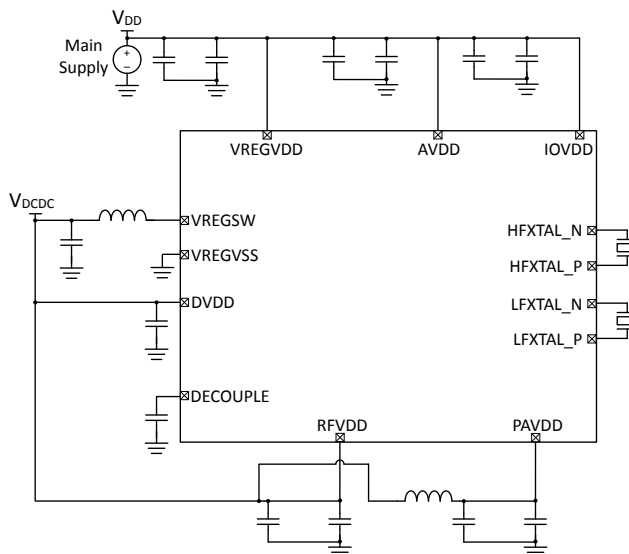 VDD
Main
Supply
+
–
VREGVDD
AVDD
IOVDD
VDCDC
VREGSW
HFXTAL_N
VREGVSS
HFXTAL_P
DVDD
LFXTAL_N
LFXTAL_P
DECOUPLE
RFVDD
PAVDD